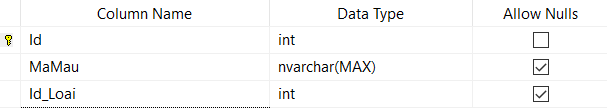 Column Name Data Type Allow Nulls
Id int
MaMau nvarchar(MAX)
Id_Loai int